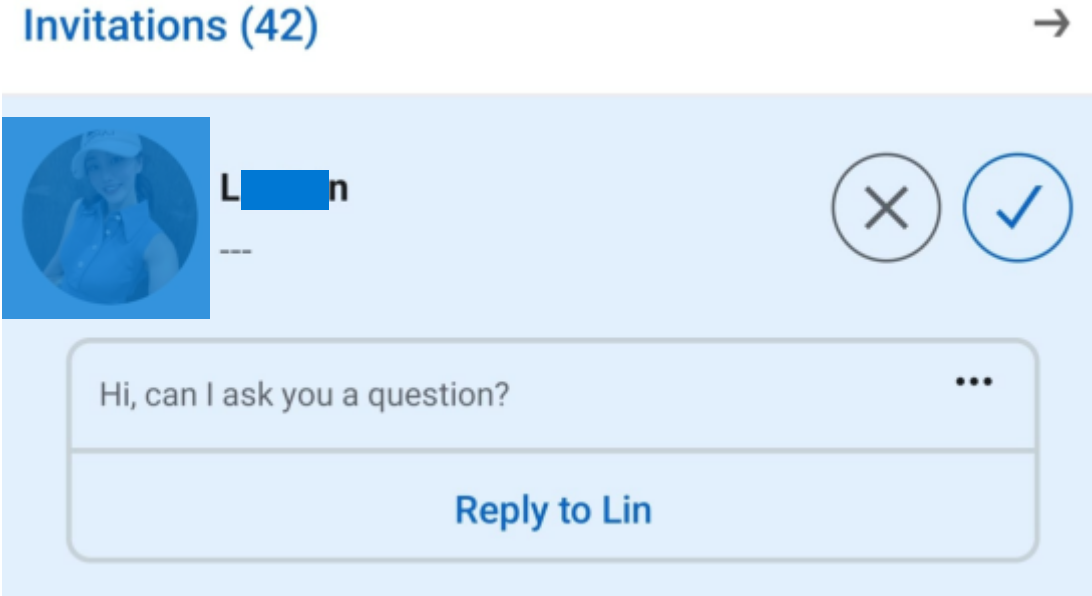 Invitations (42)
L n
---
Hi, can I ask you a question?
Reply to Lin